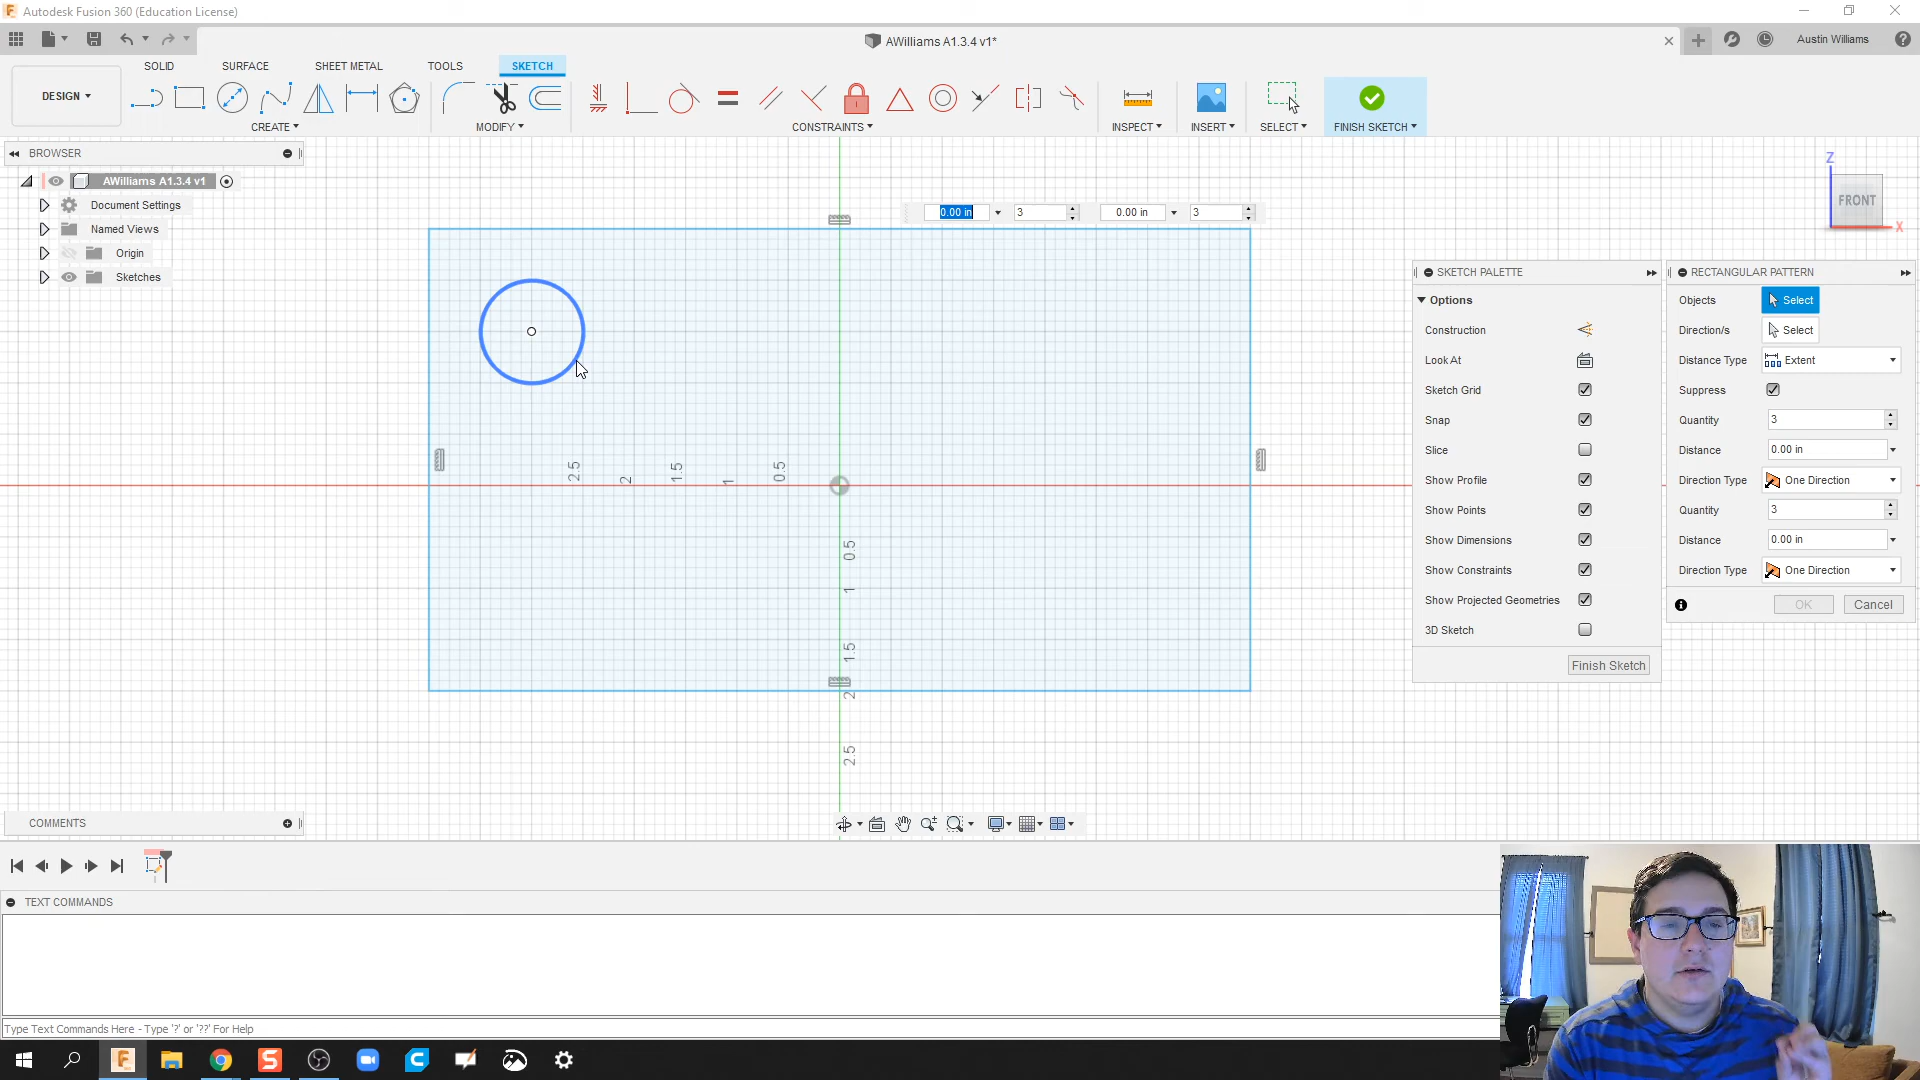 Autodesk Fusion 360 (Education License)
AWilliams A1.3.4 v1*
Austin Williams
DESIGN
SOLID
SURFACE
SHEET METAL
TOOLS
SKETCH
CREATE
MODIFY
CONSTRAINTS
INSPECT
INSERT
SELECT
FINISH SKETCH
BROWSER
AWilliams A1.3.4 v1
Document Settings
Named Views
Origin
Sketches
0.00 in
3
0.00 in
3
Z
FRONT
X
2.5
2
1.5
1
0.5
0.5
1
1.5
2
2.5
SKETCH PALETTE
Options
Construction
Look At
Sketch Grid
Snap
Slice
Show Profile
Show Points
Show Dimensions
Show Constraints
Show Projected Geometries
3D Sketch
Finish Sketch
RECTANGULAR PATTERN
Objects Select
Direction/s Select
Distance Type Extent
Suppress
Quantity 3
Distance 0.00 in
Direction Type One Direction
Quantity 3
Distance 0.00 in
Direction Type One Direction
OK Cancel
COMMENTS
TEXT COMMANDS
Type Text Commands Here - Type '?' or '??' For Help